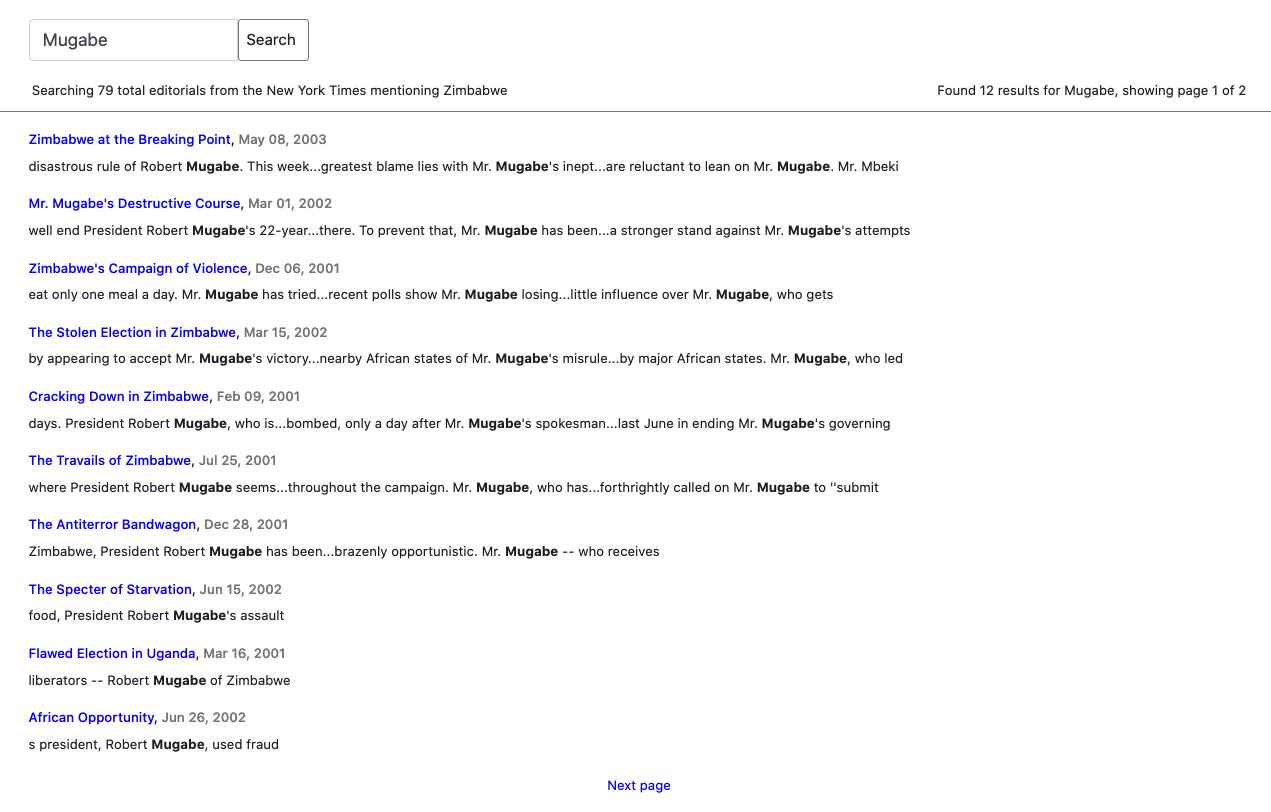 Mugabe Search
Searching 79 total editorials from the New York Times mentioning Zimbabwe
Found 12 results for Mugabe, showing page 1 of 2
Zimbabwe at the Breaking Point, May 08, 2003
disastrous rule of Robert Mugabe. This week...greatest blame lies with Mr. Mugabe's inept...are reluctant to lean on Mr. Mugabe. Mr. Mbeki
Mr. Mugabe's Destructive Course, Mar 01, 2002
well end President Robert Mugabe's 22-year...there. To prevent that, Mr. Mugabe has been...a stronger stand against Mr. Mugabe's attempts
Zimbabwe's Campaign of Violence, Dec 06, 2001
eat only one meal a day. Mr. Mugabe has tried...recent polls show Mr. Mugabe losing...little influence over Mr. Mugabe, who gets
The Stolen Election in Zimbabwe, Mar 15, 2002
by appearing to accept Mr. Mugabe's victory...nearby African states of Mr. Mugabe's misrule...by major African states. Mr. Mugabe, who led
Cracking Down in Zimbabwe, Feb 09, 2001
days. President Robert Mugabe, who is...bombed, only a day after Mr. Mugabe's spokesman...last June in ending Mr. Mugabe's governing
The Travails of Zimbabwe, Jul 25, 2001
where President Robert Mugabe seems...throughout the campaign. Mr. Mugabe, who has...forthrightly called on Mr. Mugabe to ''submit
The Antiterror Bandwagon, Dec 28, 2001
Zimbabwe, President Robert Mugabe has been...brazenly opportunistic. Mr. Mugabe -- who receives
The Specter of Starvation, Jun 15, 2002
food, President Robert Mugabe's assault
Flawed Election in Uganda, Mar 16, 2001
liberators -- Robert Mugabe of Zimbabwe
African Opportunity, Jun 26, 2002
s president, Robert Mugabe, used fraud
Next page